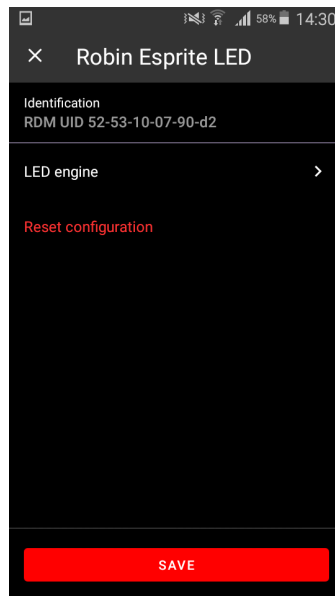 58% 14:30
Robin Esprite LED
Identification
RDM UID 52-53-10-07-90-d2
LED engine
Reset configuration
SAVE